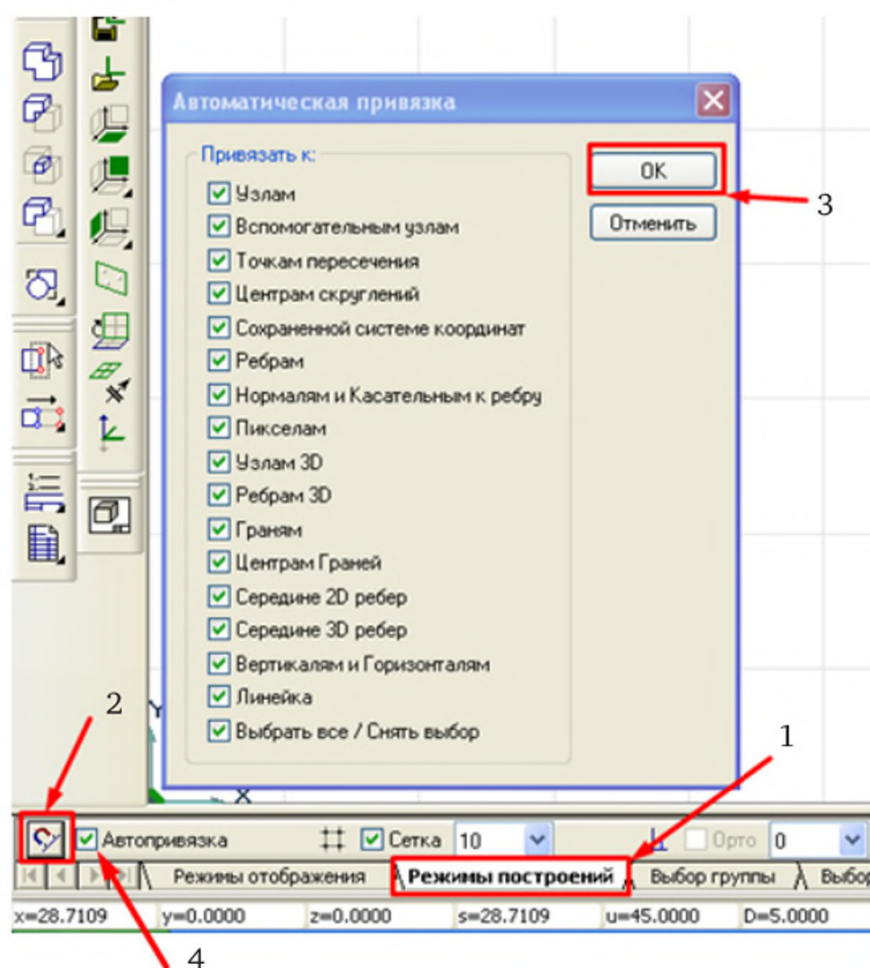 Автоматическая привязка
Привязать к:
OK
3
Узлам
Отменить
Вспомогательным узлам
Точкам пересечения
Центрам скруглений
Сохраненной системе координат
Ребрам
Нормалям и Касательным к ребру
Пикселам
Узлам 3D
Ребрам 3D
Граням
Центрам Граней
Середине 2D ребер
Середине 3D ребер
Вертикалям и Горизонталям
2
Линейка
Y
Выбрать все / Снять выбор
1
X
Автопривязка Сетка 10 Орто 0
Режимы отображения Режимы построений Выбор группы Выбор
x=28.7109 y=0.0000 z=0.0000 s=28.7109 u=45.0000 D=5.0000
4